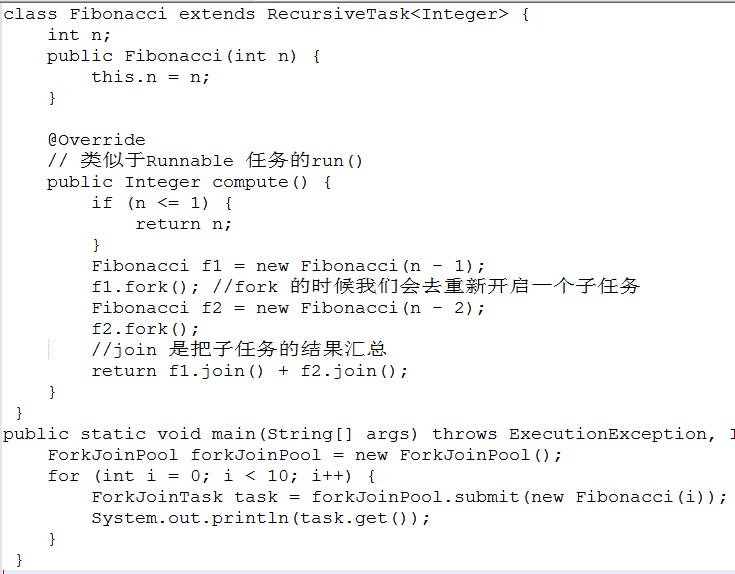 class Fibonacci extends RecursiveTask<Integer> {
    int n;
    public Fibonacci(int n) {
        this.n = n;
    }

    @Override
    // 类似于Runnable 任务的run()
    public Integer compute() {
        if (n <= 1) {
            return n;
        }
        Fibonacci f1 = new Fibonacci(n - 1);
        f1.fork(); //fork 的时候我们会去重新开启一个子任务
        Fibonacci f2 = new Fibonacci(n - 2);
        f2.fork();
        //join 是把子任务的结果汇总
        return f1.join() + f2.join();
    }
 }
public static void main(String[] args) throws ExecutionException,
    ForkJoinPool forkJoinPool = new ForkJoinPool();
    for (int i = 0; i < 10; i++) {
        ForkJoinTask task = forkJoinPool.submit(new Fibonacci(i));
        System.out.println(task.get());
    }
 }